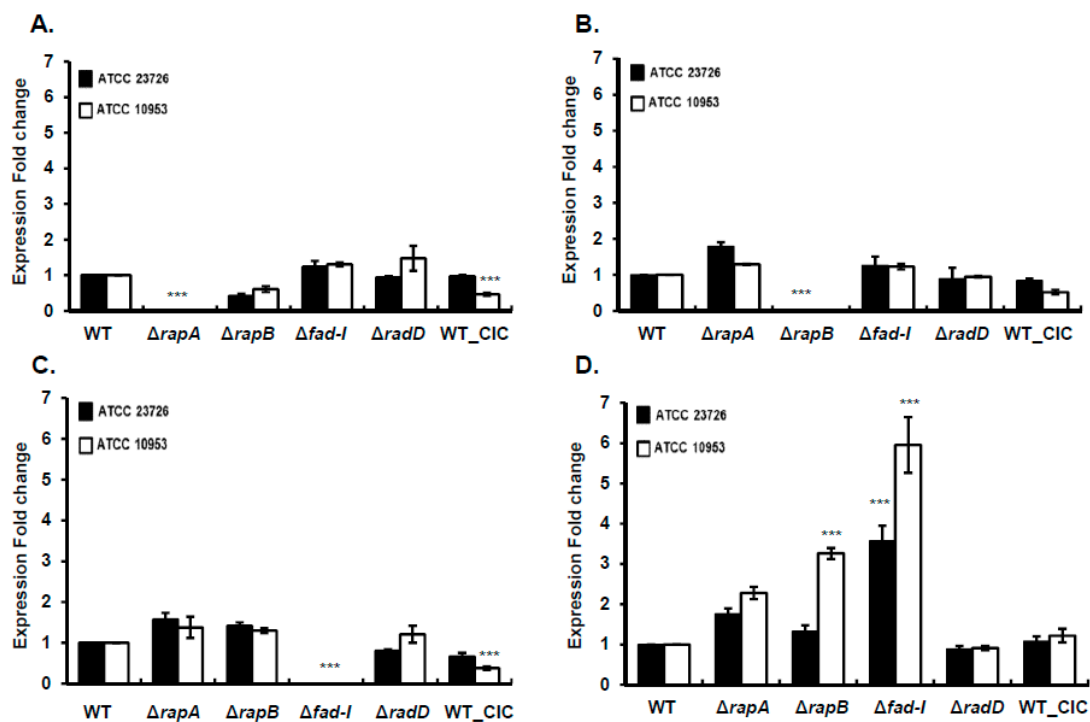 A.
Expression Fold change
7
6
5
4
3
2
1
0
ATCC 23726
ATCC 10953
***
***
WT ΔrapA ΔrapB Δfad-I ΔradD WT_CIC
B.
Expression Fold change
7
6
5
4
3
2
1
0
ATCC 23726
ATCC 10953
***
WT ΔrapA ΔrapB Δfad-I ΔradD WT_CIC
C.
Expression Fold change
7
6
5
4
3
2
1
0
ATCC 23726
ATCC 10953
***
***
WT ΔrapA ΔrapB Δfad-I ΔradD WT_CIC
D.
Expression Fold change
7
6
5
4
3
2
1
0
ATCC 23726
ATCC 10953
***
***
***
WT ΔrapA ΔrapB Δfad-I ΔradD WT_CIC